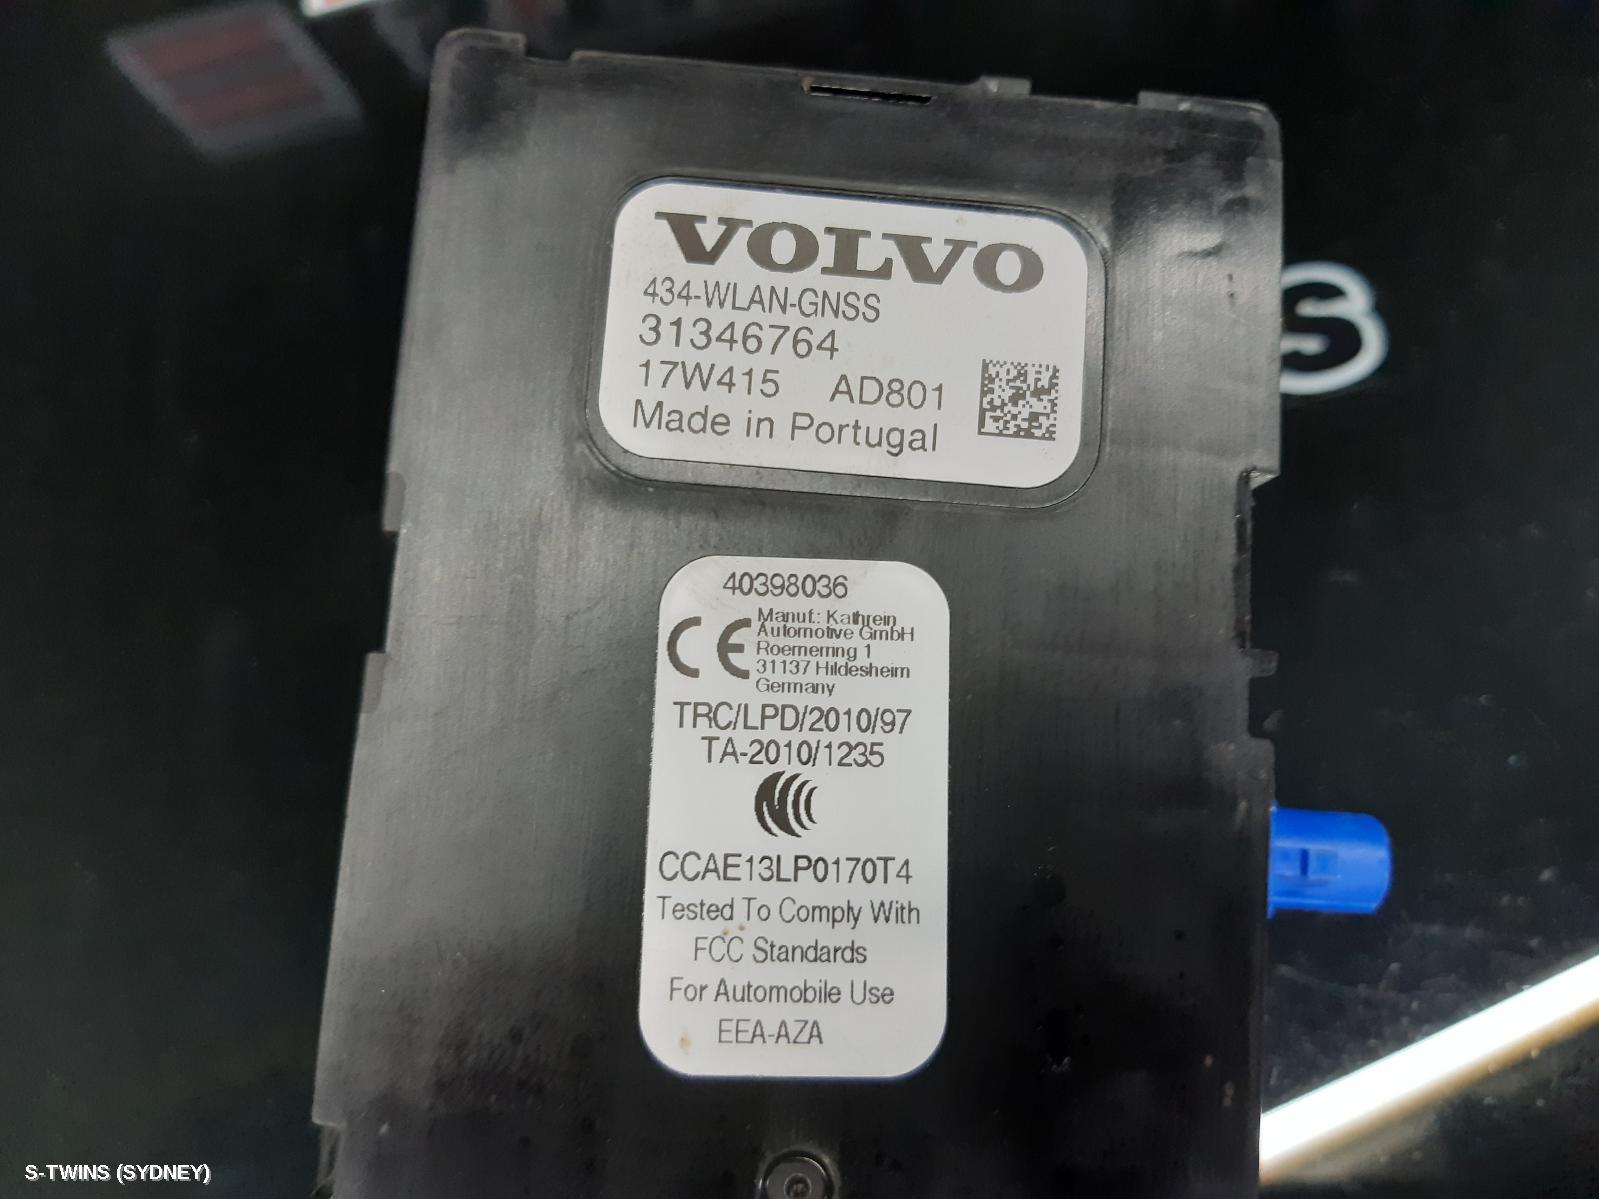 VOLVO
434-WLAN-GNSS
31346764
17W415 AD801
Made in Portugal
S
40398036
CE
Manuf.: Kathrein
Automotive GmbH
Roemerring 1
31137 Hildesheim
Germany
TRC/LPD/2010/97
TA-2010/1235
CCAE13LP0170T4
Tested To Comply With
FCC Standards
For Automobile Use
EEA-AZA
S-TWINS (SYDNEY)